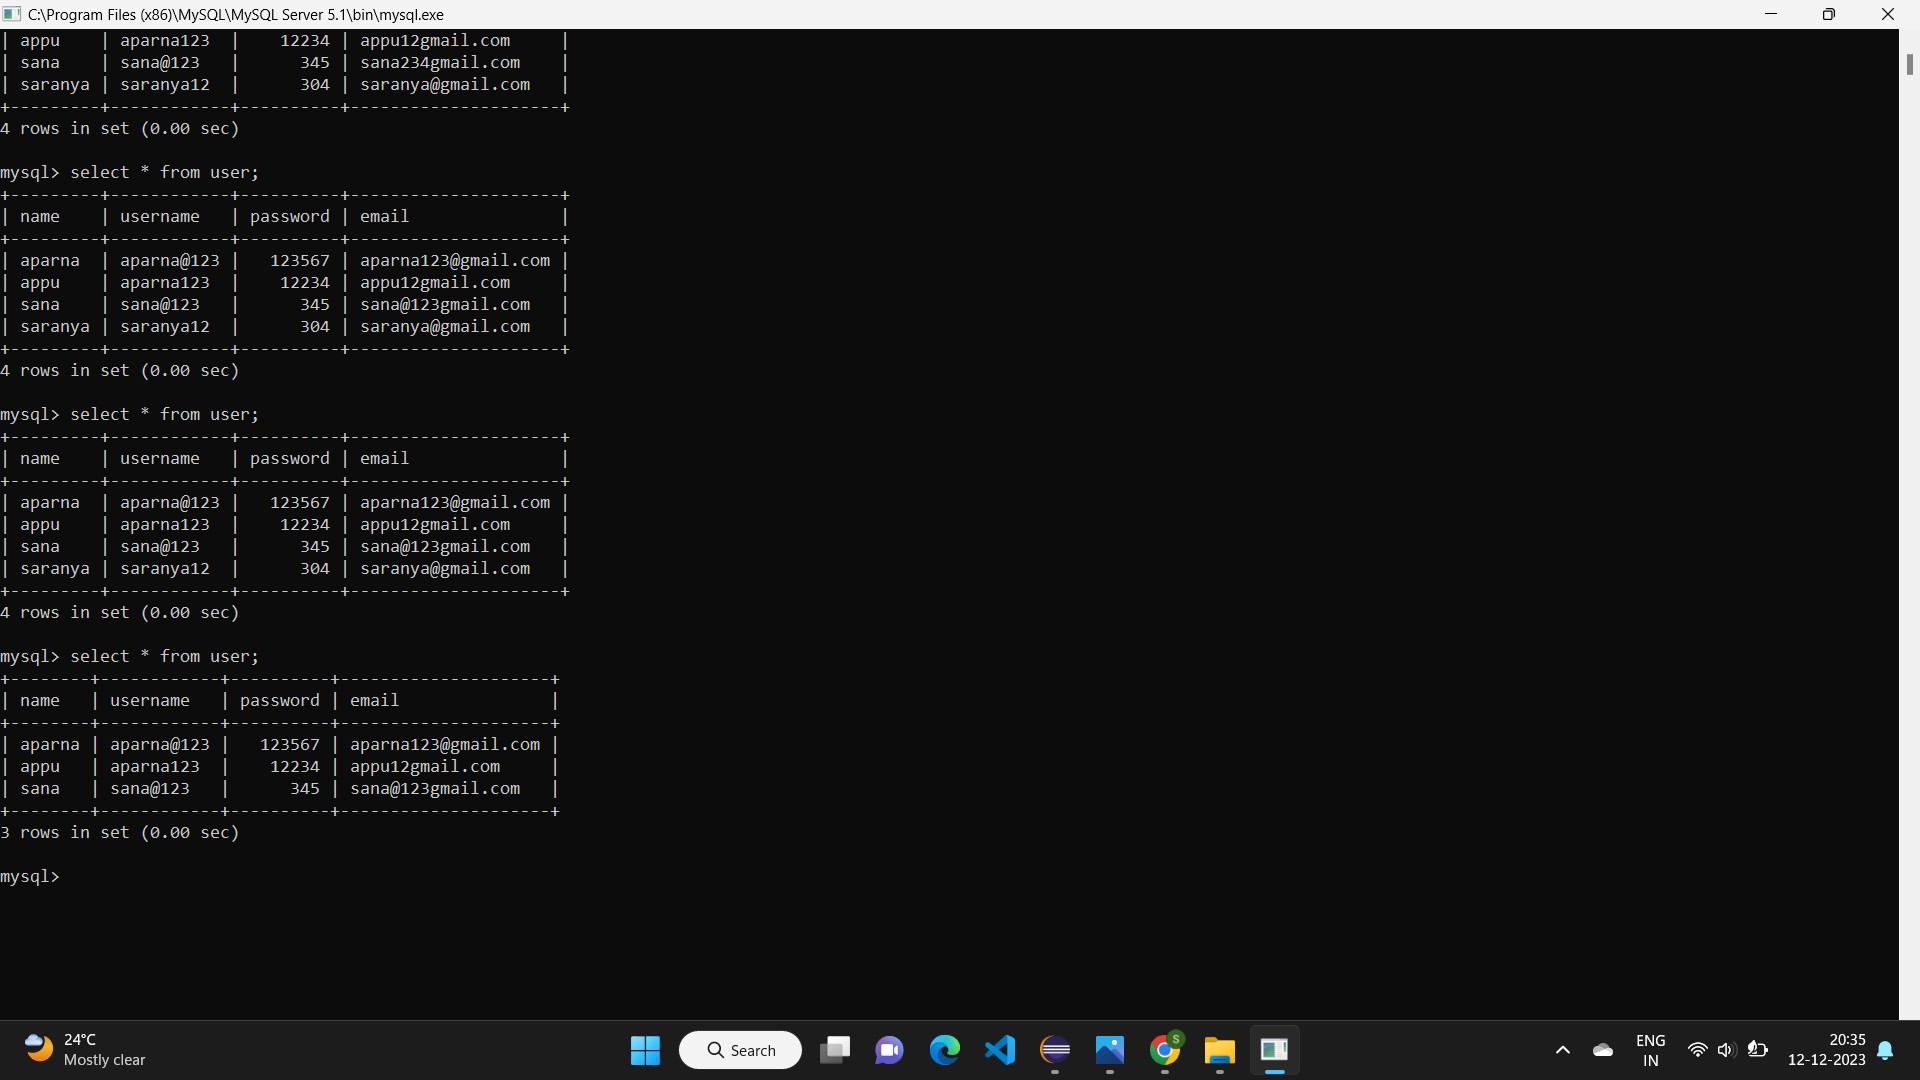 C:\Program Files (x86)\MySQL\MySQL Server 5.1\bin\mysql.exe
| appu    | aparna123  |    12234 | appu12gmail.com     |
| sana    | sana@123   |      345 | sana234gmail.com    |
| saranya | saranya12  |      304 | saranya@gmail.com   |
+---------+------------+----------+---------------------+
4 rows in set (0.00 sec)

mysql> select * from user;
+---------+------------+----------+---------------------+
| name    | username   | password | email               |
+---------+------------+----------+---------------------+
| aparna  | aparna@123 |   123567 | aparna123@gmail.com |
| appu    | aparna123  |    12234 | appu12gmail.com     |
| sana    | sana@123   |      345 | sana@123gmail.com   |
| saranya | saranya12  |      304 | saranya@gmail.com   |
+---------+------------+----------+---------------------+
4 rows in set (0.00 sec)

mysql> select * from user;
+---------+------------+----------+---------------------+
| name    | username   | password | email               |
+---------+------------+----------+---------------------+
| aparna  | aparna@123 |   123567 | aparna123@gmail.com |
| appu    | aparna123  |    12234 | appu12gmail.com     |
| sana    | sana@123   |      345 | sana@123gmail.com   |
| saranya | saranya12  |      304 | saranya@gmail.com   |
+---------+------------+----------+---------------------+
4 rows in set (0.00 sec)

mysql> select * from user;
+--------+------------+----------+---------------------+
| name   | username   | password | email               |
+--------+------------+----------+---------------------+
| aparna | aparna@123 |   123567 | aparna123@gmail.com |
| appu   | aparna123  |    12234 | appu12gmail.com     |
| sana   | sana@123   |      345 | sana@123gmail.com   |
+--------+------------+----------+---------------------+
3 rows in set (0.00 sec)

mysql>
24°C
Mostly clear
Search
S
ENG
IN
20:35
12-12-2023